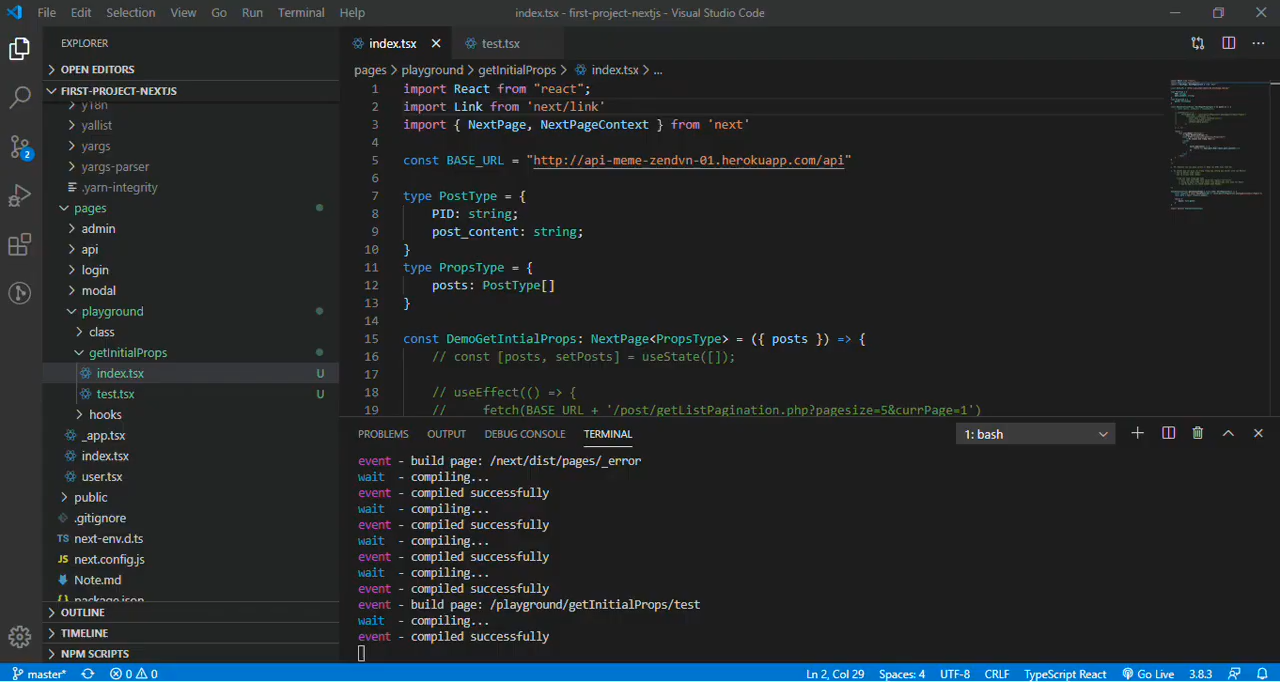 File Edit Selection View Go Run Terminal Help
index.tsx - first-project-nextjs - Visual Studio Code
EXPLORER
OPEN EDITORS
FIRST-PROJECT-NEXTJS
y18n
yallist
yargs
yargs-parser
.yarn-integrity
pages
admin
api
login
modal
playground
class
getInitialProps
index.tsx U
test.tsx U
hooks
_app.tsx
index.tsx
user.tsx
public
.gitignore
TS next-env.d.ts
JS next.config.js
Note.md
{} package.json
OUTLINE
TIMELINE
NPM SCRIPTS
2
index.tsx
test.tsx
pages > playground > getInitialProps > index.tsx > ...
1 import React from "react";
2 import Link from 'next/link'
3 import { NextPage, NextPageContext } from 'next'
4
5 const BASE_URL = "http://api-meme-zendvn-01.herokuapp.com/api"
6
7 type PostType = {
8 PID: string;
9 post_content: string;
10 }
11 type PropsType = {
12 posts: PostType[]
13 }
14
15 const DemoGetIntialProps: NextPage<PropsType> = ({ posts }) => {
16 // const [posts, setPosts] = useState([]);
17
18 // useEffect(() => {
19 // fetch(BASE_URL + '/post/getListPagination.php?pagesize=5&currPage=1')
PROBLEMS OUTPUT DEBUG CONSOLE TERMINAL
1: bash
event - build page: /next/dist/pages/_error
wait - compiling...
event - compiled successfully
wait - compiling...
event - compiled successfully
wait - compiling...
event - compiled successfully
wait - compiling...
event - compiled successfully
event - build page: /playground/getInitialProps/test
wait - compiling...
event - compiled successfully
master* 0 0
Ln 2, Col 29 Spaces: 4 UTF-8 CRLF TypeScript React Go Live 3.8.3